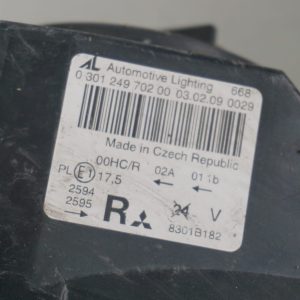 AL Automotive Lighting 668
0 301 249 702 00 03.02.09 0029
Made in Czech Republic
00HC/R 02A 01 1b
PL E1 17,5 ← ←
2594
2595 → R 24 V
8301B182